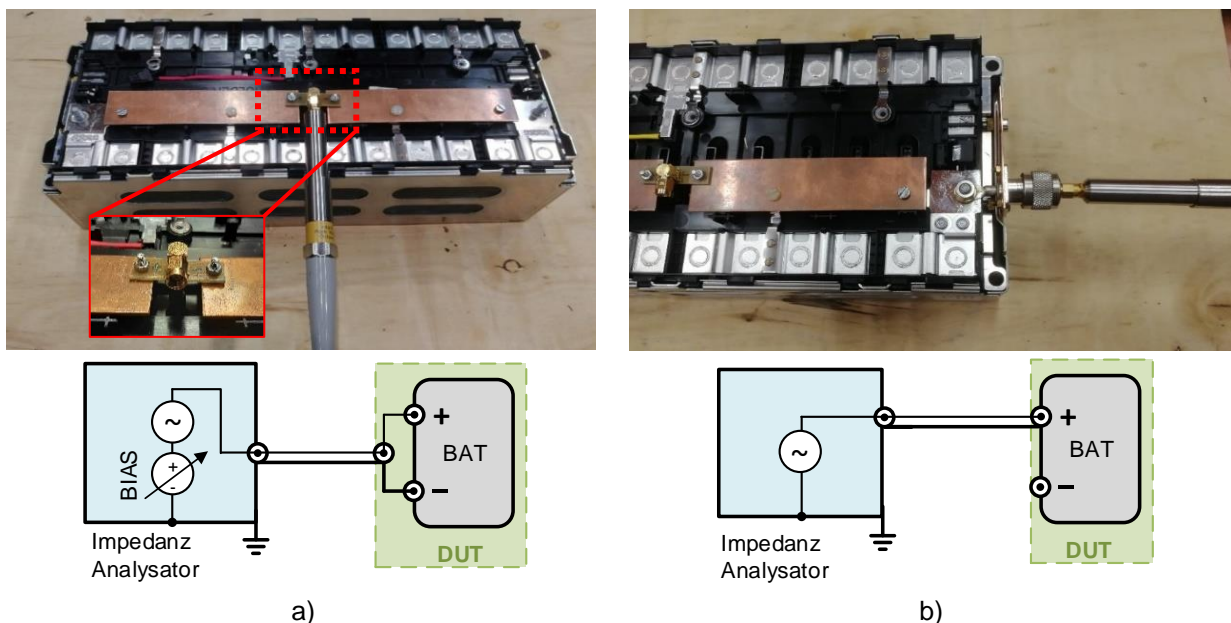 ~
+
-
BIAS
Impedanz
Analysator
+
BAT
−
DUT
a)
~
Impedanz
Analysator
+
BAT
−
DUT
b)